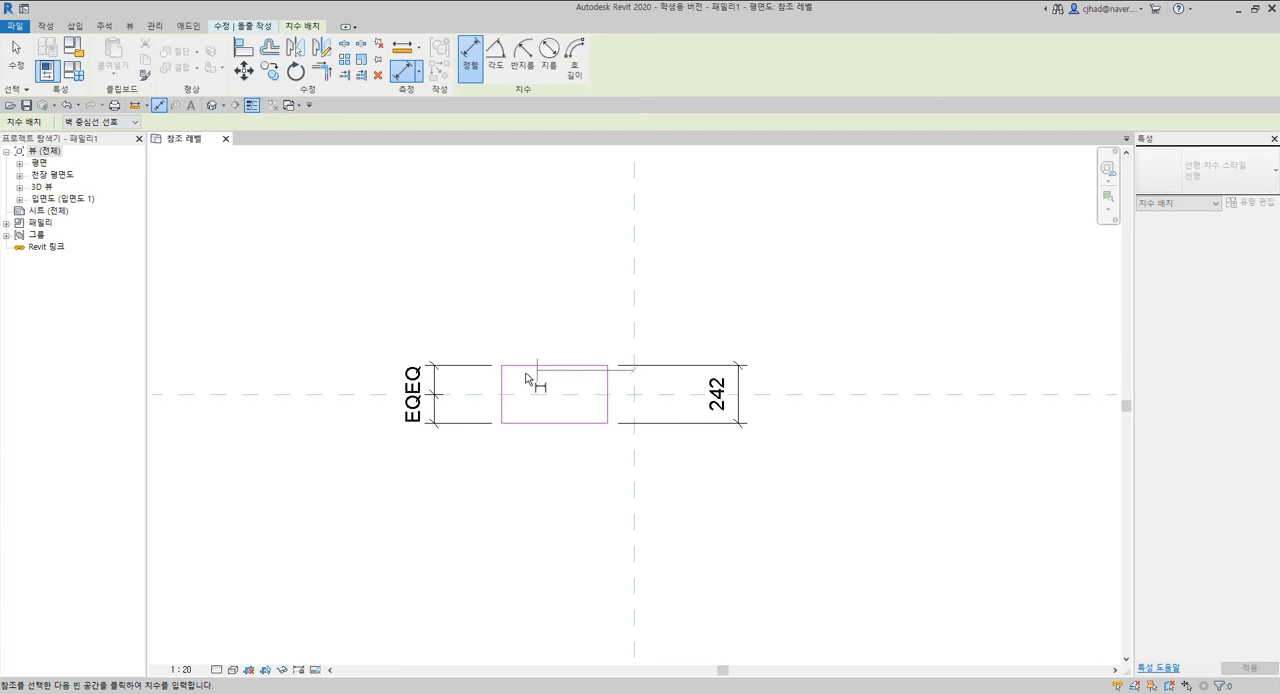 Autodesk Revit 2020 - 학생용 버전 - 패밀리1 - 평면도: 참조 레벨
cjhad@naver....
파일 작성 삽입 주석 뷰 관리 애드인 수정 | 돌출 작성 치수 배치
수정
붙여넣기
절단
결합
정렬 각도 반지름 지름 호 길이
선택 특성 클립보드 형상 수정 측정 작성 치수
치수 배치 벽 중심선 선호
프로젝트 탐색기 - 패밀리1
참조 레벨
특성
뷰 (전체)
평면
천장 평면도
3D 뷰
입면도 (입면도 1)
시트 (전체)
패밀리
그룹
Revit 링크
선형 치수 스타일
선형
치수 배치 유형 편집
EQEQ
242
2D
1 : 20
특성 도움말 적용
참조를 선택한 다음 빈 공간을 클릭하여 치수를 입력합니다.
:0